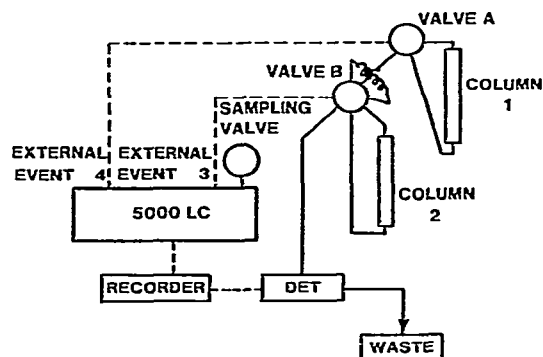 VALVE A
VALVE B
COLUMN
1
SAMPLING
VALVE
EXTERNAL EXTERNAL
EVENT 4 EVENT 3
COLUMN
2
5000 LC
RECORDER
DET
WASTE